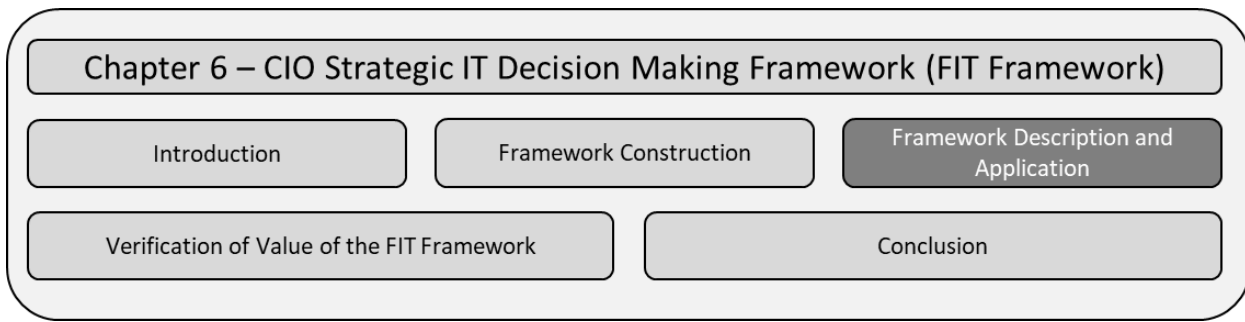 Chapter 6 – CIO Strategic IT Decision Making Framework (FIT Framework)
Introduction
Framework Construction
Framework Description and
Application
Verification of Value of the FIT Framework
Conclusion